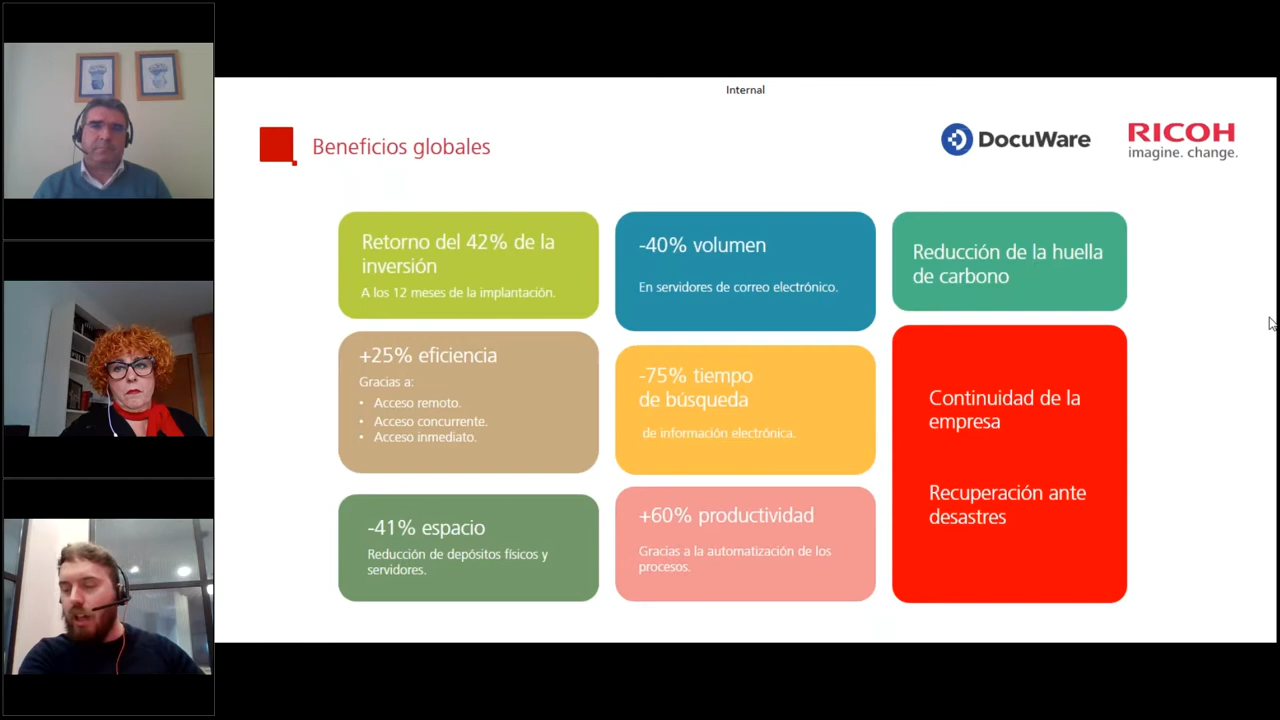 Internal
Beneficios globales
DocuWare
RICOH
imagine. change.
Retorno del 42% de la
inversión
A los 12 meses de la implantación.
+25% eficiencia
Gracias a:
• Acceso remoto.
• Acceso concurrente.
• Acceso inmediato.
-41% espacio
Reducción de depósitos físicos y
servidores.
-40% volumen
En servidores de correo electrónico.
-75% tiempo
de búsqueda
de información electrónica.
+60% productividad
Gracias a la automatización de los
procesos.
Reducción de la huella
de carbono
Continuidad de la
empresa
Recuperación ante
desastres